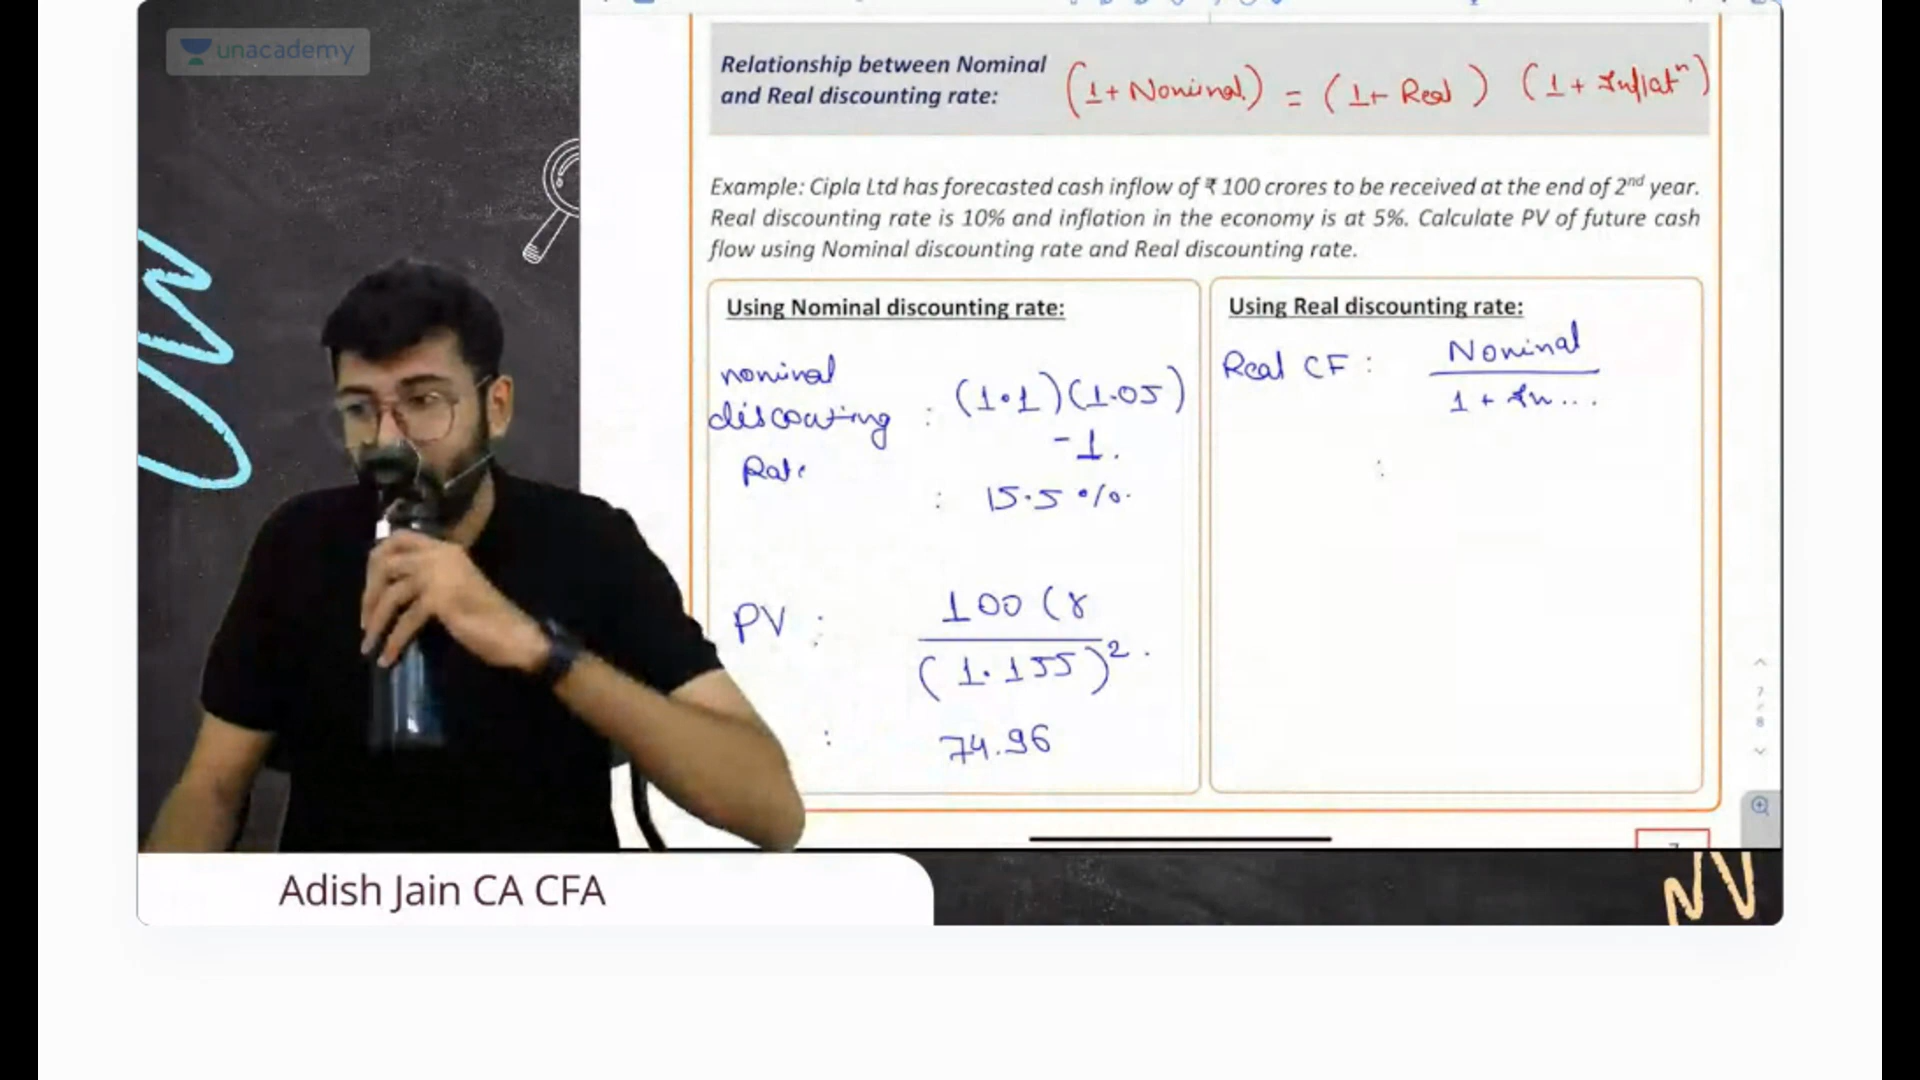 unacademy
Relationship between Nominal
and Real discounting rate:
(1+ Nominal) = (1+ Real) (1+ Inflatⁿ)
Example: Cipla Ltd has forecasted cash inflow of ₹ 100 crores to be received at the end of 2nd year.
Real discounting rate is 10% and inflation in the economy is at 5%. Calculate PV of future cash
flow using Nominal discounting rate and Real discounting rate.
Using Nominal discounting rate:
nominal
discouting : (1.1)(1.05)
-1.
Rate
: 15.5 %.
PV : 100 Cr
(1.155)² .
: 74.96
Using Real discounting rate:
Real CF : Nominal
1 + In...
:
7
/
8
Adish Jain CA CFA